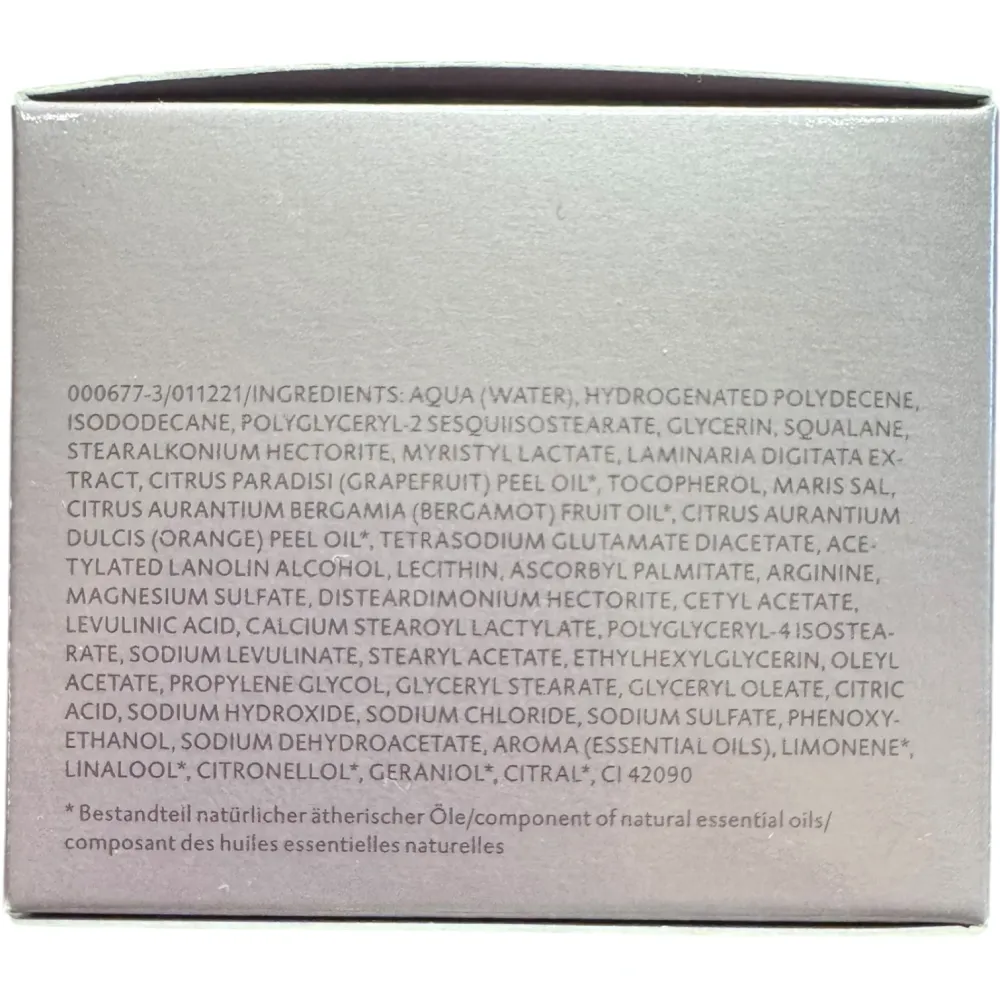 000677-3/011221/INGREDIENTS: AQUA (WATER), HYDROGENATED POLYDECENE,
ISODODECANE, POLYGLYCERYL-2 SESQUIISOSTEARATE, GLYCERIN, SQUALANE,
STEARALKONIUM HECTORITE, MYRISTYL LACTATE, LAMINARIA DIGITATA EX-
TRACT, CITRUS PARADISI (GRAPEFRUIT) PEEL OIL*, TOCOPHEROL, MARIS SAL,
CITRUS AURANTIUM BERGAMIA (BERGAMOT) FRUIT OIL*, CITRUS AURANTIUM
DULCIS (ORANGE) PEEL OIL*, TETRASODIUM GLUTAMATE DIACETATE, ACE-
TYLATED LANOLIN ALCOHOL, LECITHIN, ASCORBYL PALMITATE, ARGININE,
MAGNESIUM SULFATE, DISTEARDIMONIUM HECTORITE, CETYL ACETATE,
LEVULINIC ACID, CALCIUM STEAROYL LACTYLATE, POLYGLYCERYL-4 ISOSTEA-
RATE, SODIUM LEVULINATE, STEARYL ACETATE, ETHYLHEXYLGLYCERIN, OLEYL
ACETATE, PROPYLENE GLYCOL, GLYCERYL STEARATE, GLYCERYL OLEATE, CITRIC
ACID, SODIUM HYDROXIDE, SODIUM CHLORIDE, SODIUM SULFATE, PHENOXY-
ETHANOL, SODIUM DEHYDROACETATE, AROMA (ESSENTIAL OILS), LIMONENE*,
LINALOOL*, CITRONELLOL*, GERANIOL*, CITRAL*, CI 42090
* Bestandteil natürlicher ätherischer Öle/component of natural essential oils/
composant des huiles essentielles naturelles